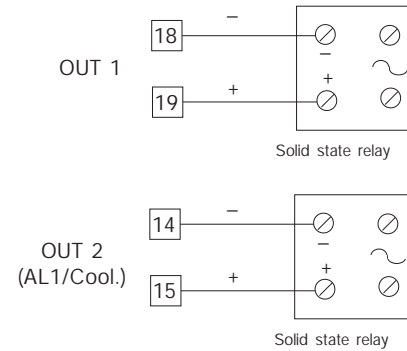 18 –
–
OUT 1
+
19 +
Solid state relay
14 –
–
OUT 2
(AL1/Cool.)
+
15 +
Solid state relay